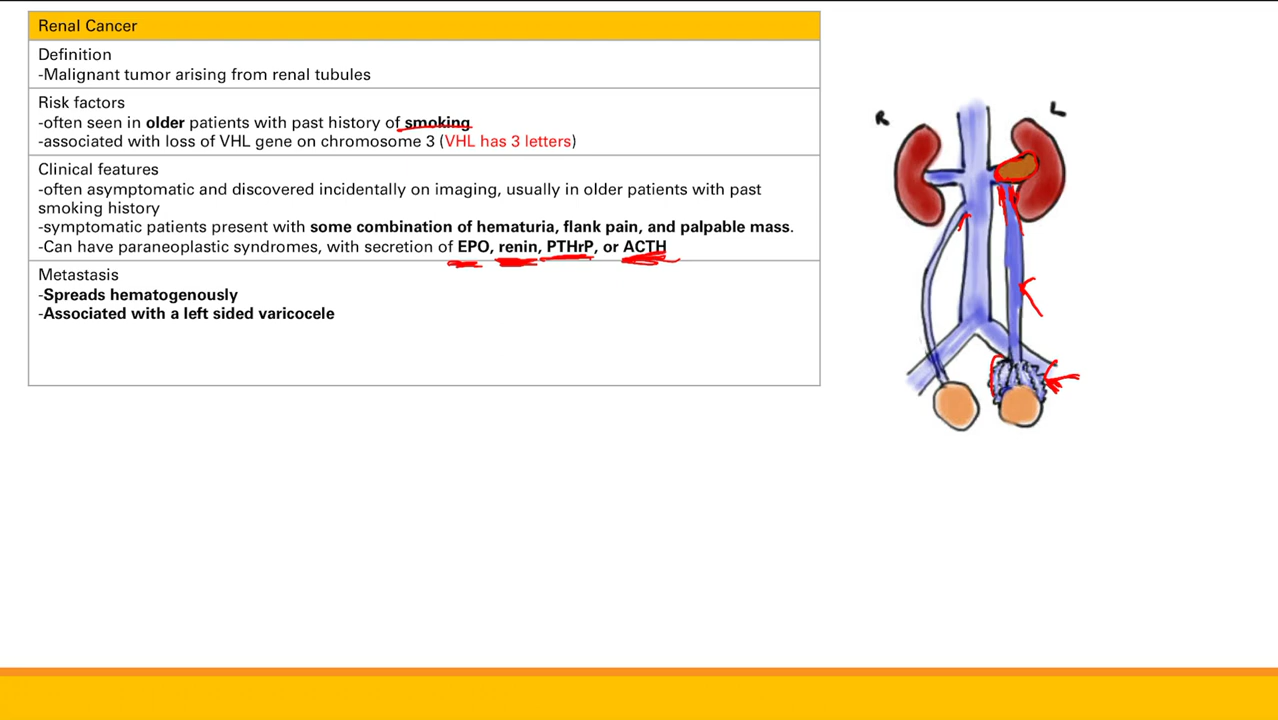 Renal Cancer
Definition
-Malignant tumor arising from renal tubules
Risk factors
-often seen in older patients with past history of smoking
-associated with loss of VHL gene on chromosome 3 (VHL has 3 letters)
Clinical features
-often asymptomatic and discovered incidentally on imaging, usually in older patients with past
smoking history
-symptomatic patients present with some combination of hematuria, flank pain, and palpable mass.
-Can have paraneoplastic syndromes, with secretion of EPO, renin, PTHrP, or ACTH
Metastasis
-Spreads hematogenously
-Associated with a left sided varicocele
R
L